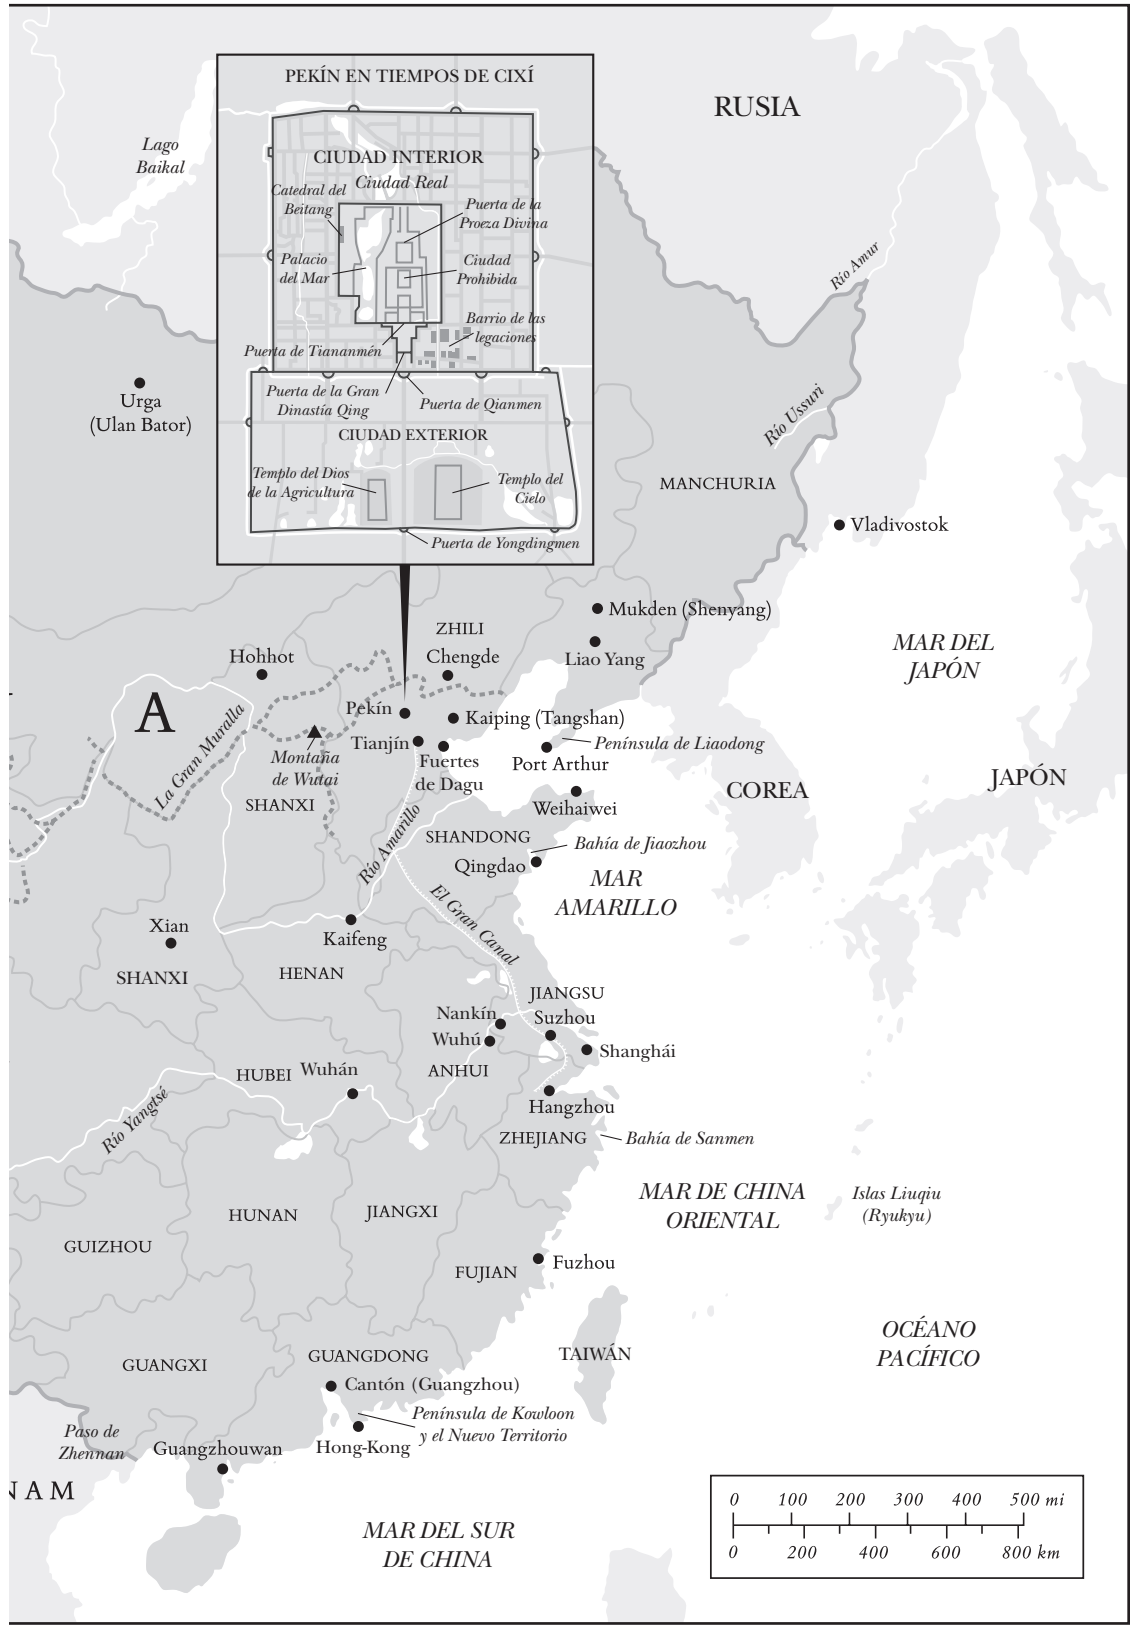 PEKÍN EN TIEMPOS DE CIXÍ
CIUDAD INTERIOR
Ciudad Real
Catedral del
Beitang
Puerta de la
Proeza Divina
Palacio
del Mar
Ciudad
Prohibida
Barrio de las
legaciones
Puerta de Tiananmén
Puerta de la Gran
Dinastía Qing
Puerta de Qianmen
CIUDAD EXTERIOR
Templo del Dios
de la Agricultura
Templo del
Cielo
Puerta de Yongdingmen
RUSIA
Lago
Baikal
Río Amur
Urga
(Ulan Bator)
Río Ussuri
MANCHURIA
Vladivostok
Mukden (Shenyang)
ZHILI
Hohhot
Chengde
Liao Yang
MAR DEL
JAPÓN
A
La Gran Muralla
Pekín
Kaiping (Tangshan)
Tianjín
Fuertes
de Dagu
Península de Liaodong
Port Arthur
Montaña
de Wutai
SHANXI
COREA
JAPÓN
Weihaiwei
Río Amarillo
SHANDONG
Bahía de Jiaozhou
Qingdao
MAR
AMARILLO
El Gran Canal
Xian
Kaifeng
SHANXI
HENAN
JIANGSU
Nankín
Suzhou
Wuhú
Shanghái
HUBEI
Wuhán
ANHUI
Río Yangtsé
Hangzhou
ZHEJIANG
Bahía de Sanmen
MAR DE CHINA
ORIENTAL
Islas Liuqiu
(Ryukyu)
HUNAN
JIANGXI
GUIZHOU
FUJIAN
Fuzhou
OCÉANO
PACÍFICO
GUANGXI
GUANGDONG
TAIWÁN
Cantón (Guangzhou)
Península de Kowloon
y el Nuevo Territorio
Paso de
Zhennan
Guangzhouwan
Hong-Kong
NAM
MAR DEL SUR
DE CHINA
0 100 200 300 400 500 mi
0 200 400 600 800 km